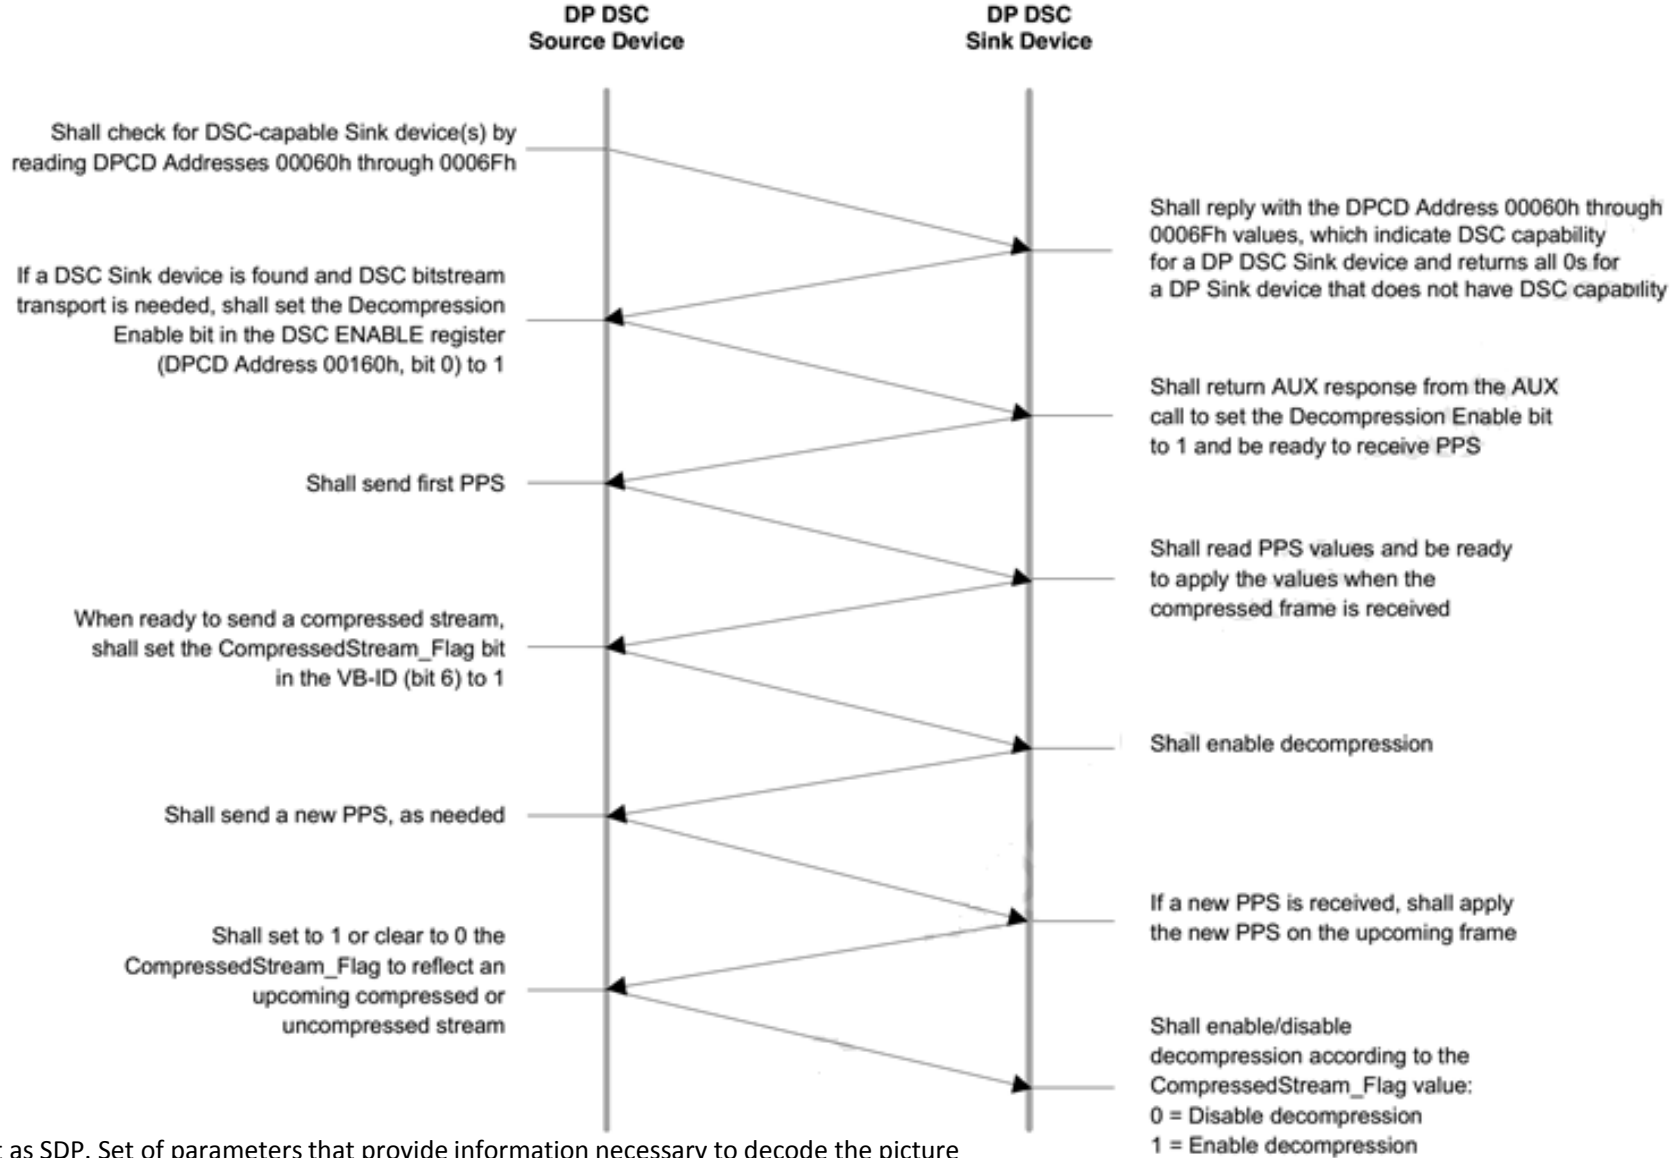 DP DSC
Source Device
DP DSC
Sink Device
Shall check for DSC-capable Sink device(s) by
reading DPCD Addresses 00060h through 0006Fh
Shall reply with the DPCD Address 00060h through
0006Fh values, which indicate DSC capability
for a DP DSC Sink device and returns all 0s for
a DP Sink device that does not have DSC capability
If a DSC Sink device is found and DSC bitstream
transport is needed, shall set the Decompression
Enable bit in the DSC ENABLE register
(DPCD Address 00160h, bit 0) to 1
Shall return AUX response from the AUX
call to set the Decompression Enable bit
to 1 and be ready to receive PPS
Shall send first PPS
Shall read PPS values and be ready
to apply the values when the
compressed frame is received
When ready to send a compressed stream,
shall set the CompressedStream_Flag bit
in the VB-ID (bit 6) to 1
Shall enable decompression
Shall send a new PPS, as needed
If a new PPS is received, shall apply
the new PPS on the upcoming frame
Shall set to 1 or clear to 0 the
CompressedStream_Flag to reflect an
upcoming compressed or
uncompressed stream
Shall enable/disable
decompression according to the
CompressedStream_Flag value:
0 = Disable decompression
1 = Enable decompression
as SDP. Set of parameters that provide information necessary to decode the picture